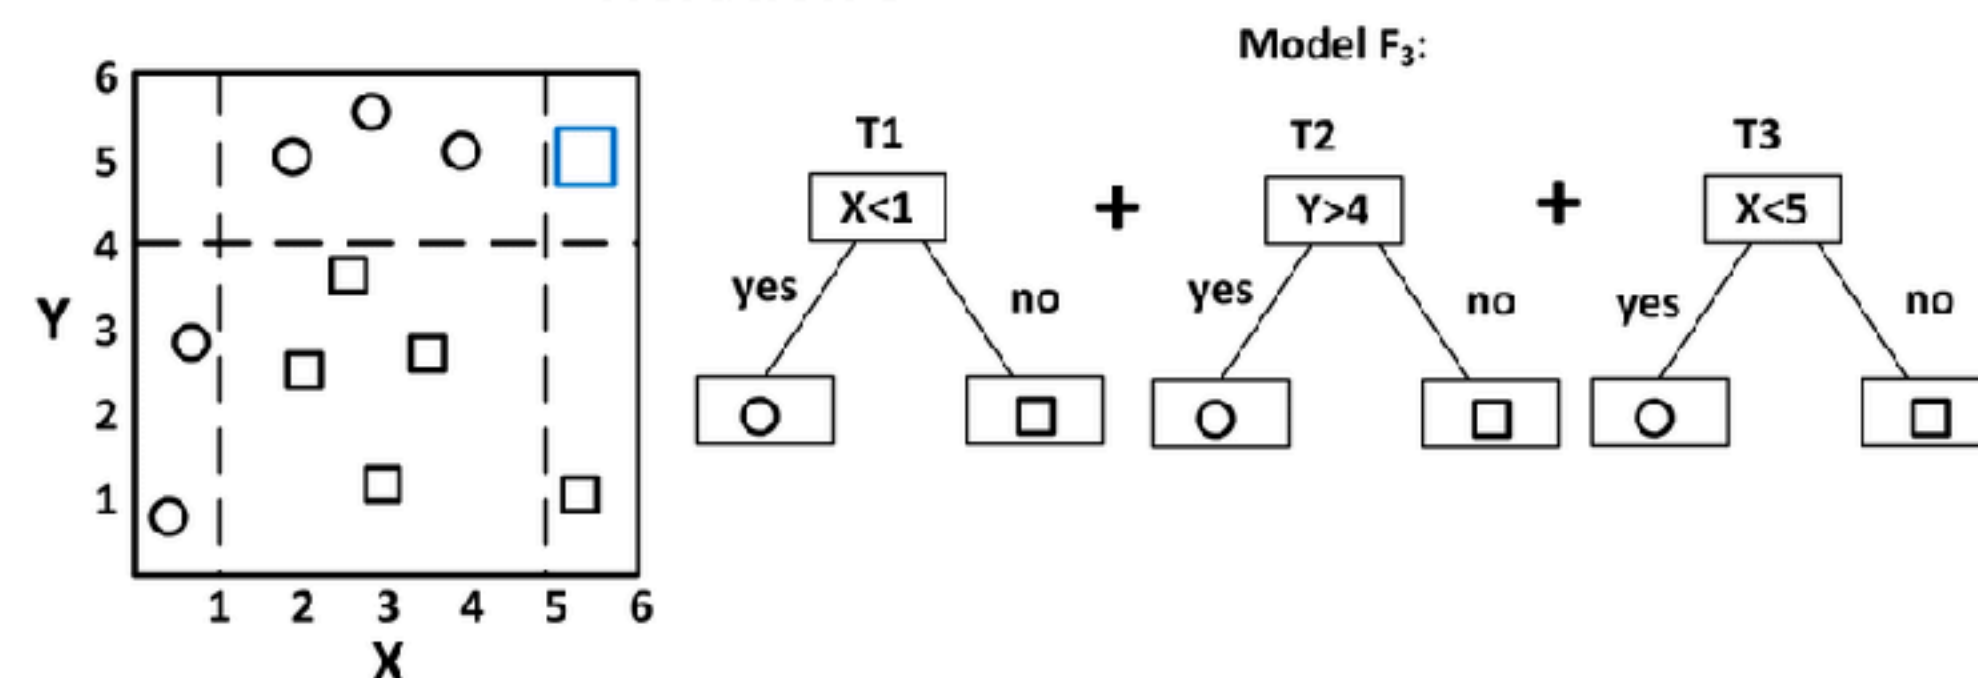 Model F₃:
T1
T2
T3
X<1
+
Y>4
+
X<5
yes
no
yes
no
yes
no
6
5
4
3
2
1
Y
1 2 3 4 5 6
X